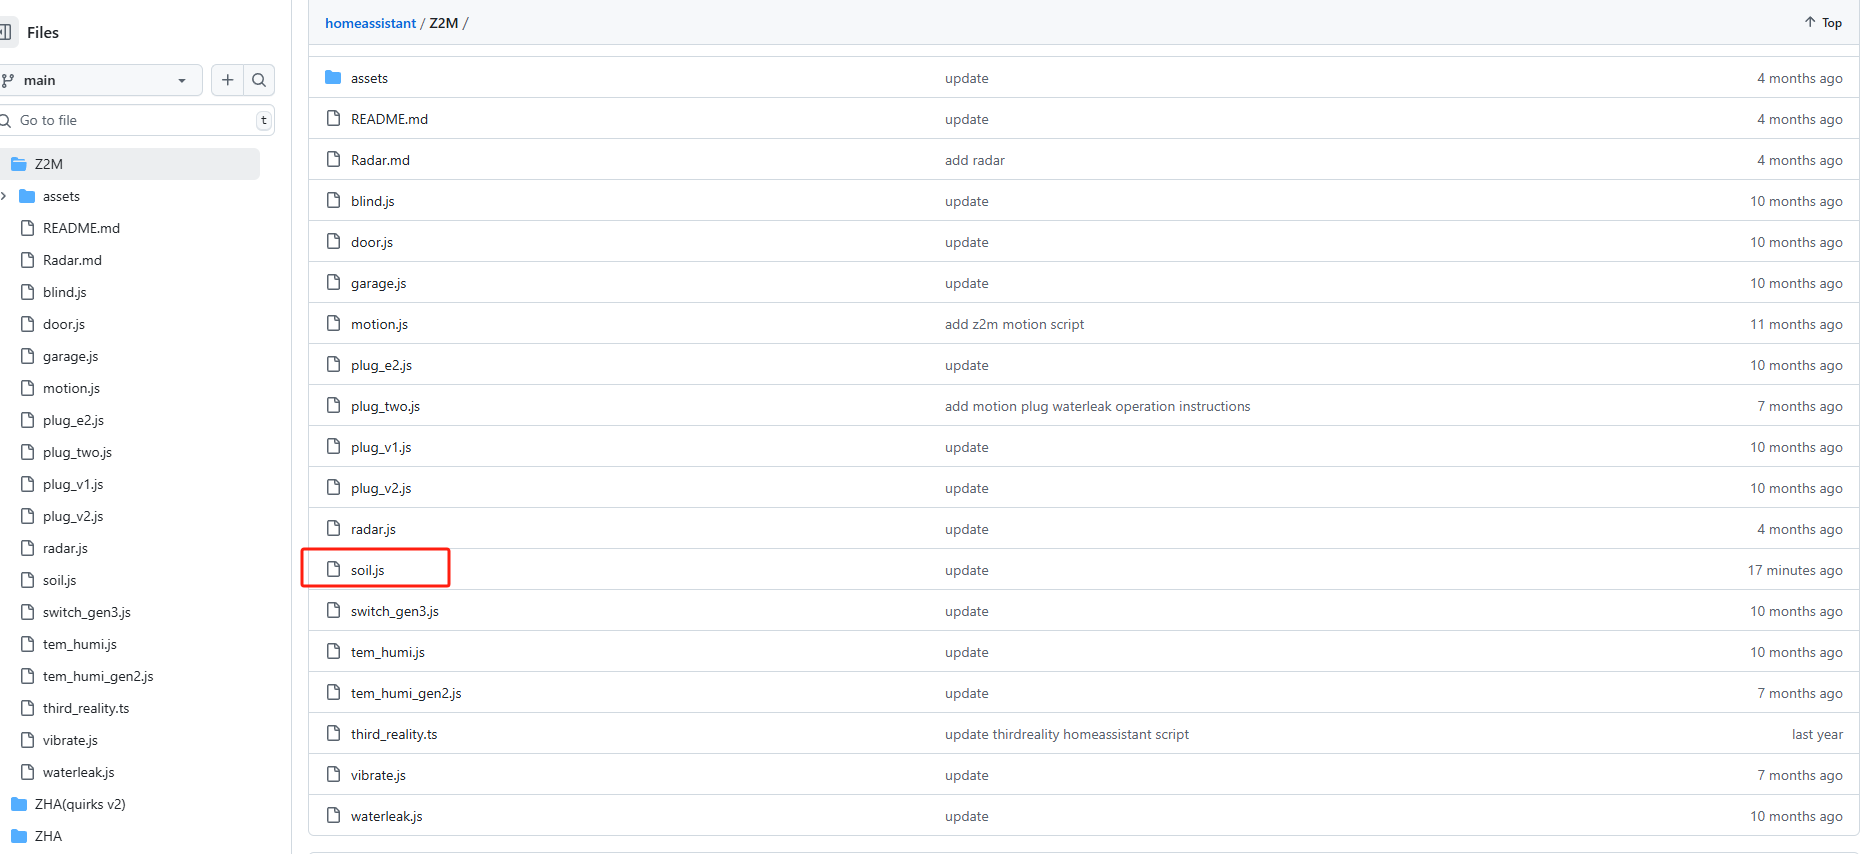 Files
main
Go to file
t
Z2M
assets
README.md
Radar.md
blind.js
door.js
garage.js
motion.js
plug_e2.js
plug_two.js
plug_v1.js
plug_v2.js
radar.js
soil.js
switch_gen3.js
tem_humi.js
tem_humi_gen2.js
third_reality.ts
vibrate.js
waterleak.js
ZHA(quirks v2)
ZHA
homeassistant / Z2M / Top
assets update 4 months ago
README.md update 4 months ago
Radar.md add radar 4 months ago
blind.js update 10 months ago
door.js update 10 months ago
garage.js update 10 months ago
motion.js add z2m motion script 11 months ago
plug_e2.js update 10 months ago
plug_two.js add motion plug waterleak operation instructions 7 months ago
plug_v1.js update 10 months ago
plug_v2.js update 10 months ago
radar.js update 4 months ago
soil.js update 17 minutes ago
switch_gen3.js update 10 months ago
tem_humi.js update 10 months ago
tem_humi_gen2.js update 7 months ago
third_reality.ts update thirdreality homeassistant script last year
vibrate.js update 7 months ago
waterleak.js update 10 months ago